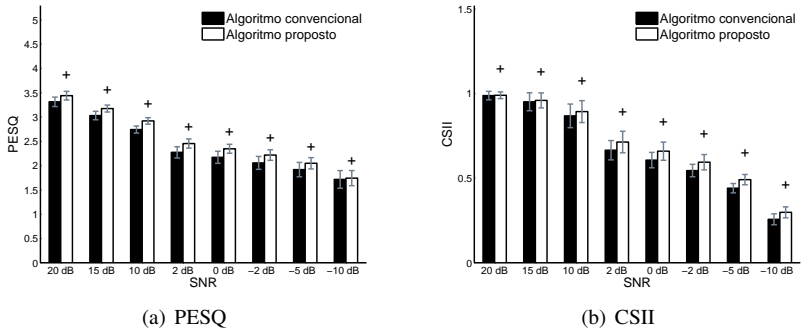 5
4.5
4
3.5
3
2.5
2
1.5
1
0.5
0
PESQ
Algoritmo convencional
Algoritmo proposto
+ + + + + + + +
20 dB 15 dB 10 dB 2 dB 0 dB −2 dB −5 dB −10 dB
SNR
(a) PESQ
1.5
1
0.5
0
CSII
Algoritmo convencional
Algoritmo proposto
+ + + + + + + +
20 dB 15 dB 10 dB 2 dB 0 dB −2 dB −5 dB −10 dB
SNR
(b) CSII